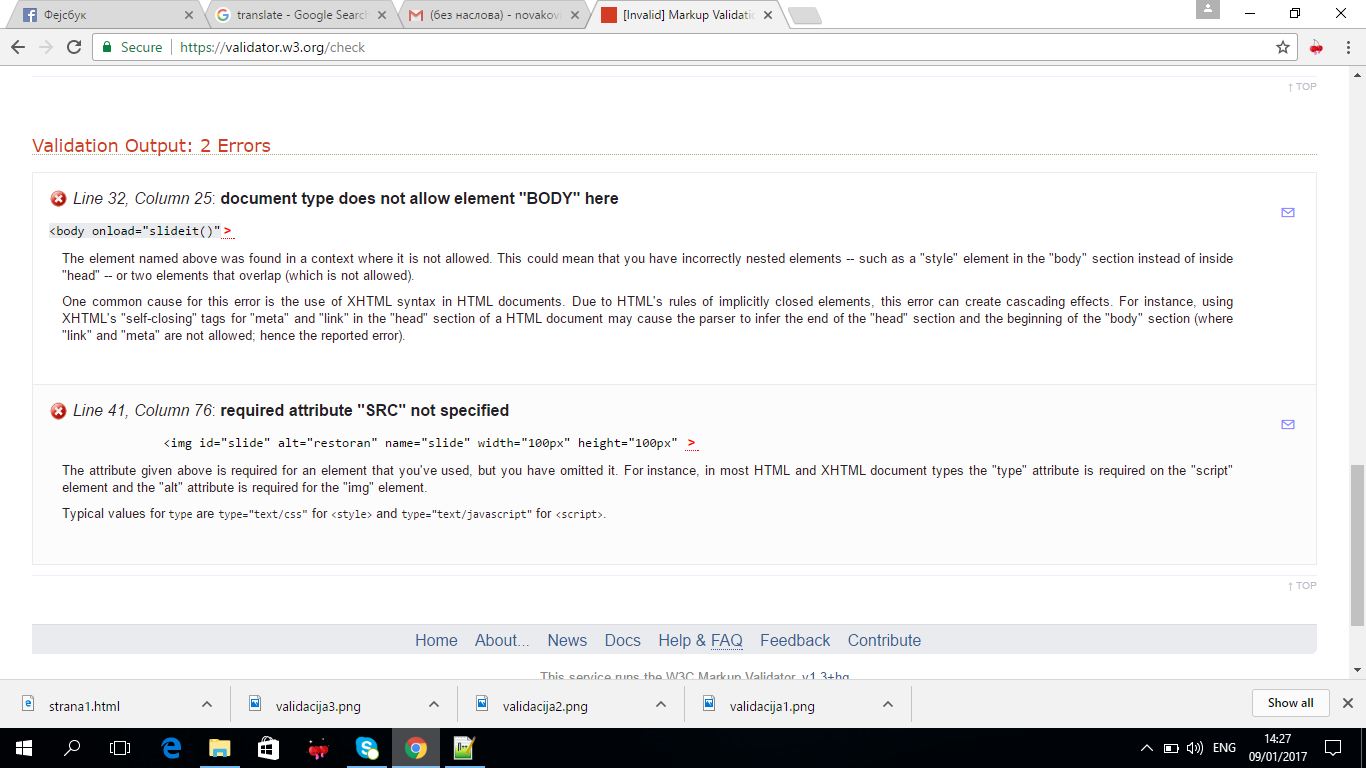 Фејсбук
translate - Google Search
(без наслова) - novakov
[Invalid] Markup Validatio
Secure
https://validator.w3.org/check
↑ TOP
Validation Output: 2 Errors
Line 32, Column 25: document type does not allow element "BODY" here
<body onload="slideit()">
The element named above was found in a context where it is not allowed. This could mean that you have incorrectly nested elements -- such as a "style" element in the "body" section instead of inside
"head" -- or two elements that overlap (which is not allowed).
One common cause for this error is the use of XHTML syntax in HTML documents. Due to HTML's rules of implicitly closed elements, this error can create cascading effects. For instance, using
XHTML's "self-closing" tags for "meta" and "link" in the "head" section of a HTML document may cause the parser to infer the end of the "head" section and the beginning of the "body" section (where
"link" and "meta" are not allowed; hence the reported error).
Line 41, Column 76: required attribute "SRC" not specified
<img id="slide" alt="restoran" name="slide" width="100px" height="100px" >
The attribute given above is required for an element that you've used, but you have omitted it. For instance, in most HTML and XHTML document types the "type" attribute is required on the "script"
element and the "alt" attribute is required for the "img" element.
Typical values for type are type="text/css" for <style> and type="text/javascript" for <script>.
↑ TOP
Home About... News Docs Help & FAQ Feedback Contribute
This service runs the W3C Markup Validator, v1.3+hg
strana1.html
validacija3.png
validacija2.png
validacija1.png
Show all
ENG
14:27
09/01/2017